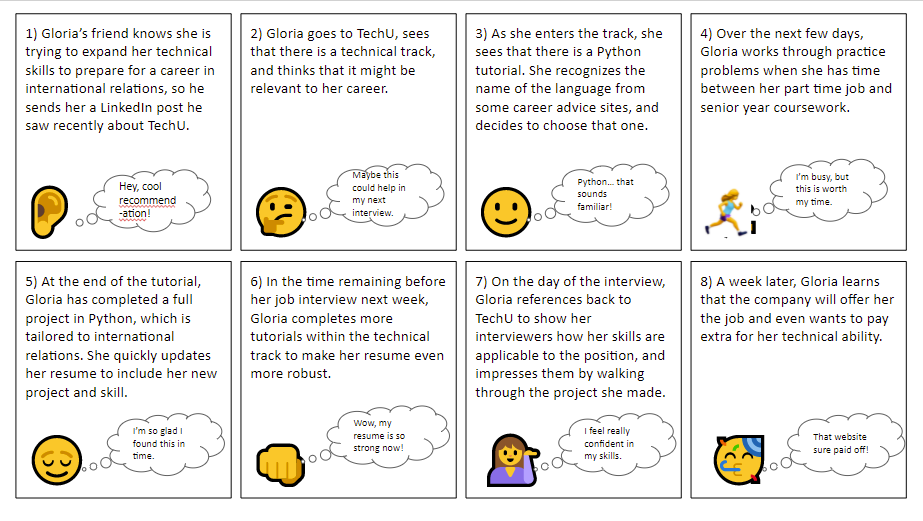 1) Gloria’s friend knows she is
trying to expand her technical
skills to prepare for a career in
international relations, so he
sends her a LinkedIn post he
saw recently about TechU.
Hey, cool
recommend
-ation!
2) Gloria goes to TechU, sees
that there is a technical track,
and thinks that it might be
relevant to her career.
Maybe this
could help in
my next
interview.
3) As she enters the track, she
sees that there is a Python
tutorial. She recognizes the
name of the language from
some career advice sites, and
decides to choose that one.
Python... that
sounds
familiar!
4) Over the next few days,
Gloria works through practice
problems when she has time
between her part time job and
senior year coursework.
I’m busy, but
this is worth
my time.
5) At the end of the tutorial,
Gloria has completed a full
project in Python, which is
tailored to international
relations. She quickly updates
her resume to include her new
project and skill.
I’m so glad I
found this in
time.
6) In the time remaining before
her job interview next week,
Gloria completes more
tutorials within the technical
track to make her resume even
more robust.
Wow, my
resume is so
strong now!
7) On the day of the interview,
Gloria references back to
TechU to show her
interviewers how her skills are
applicable to the position, and
impresses them by walking
through the project she made.
I feel really
confident in
my skills.
8) A week later, Gloria learns
that the company will offer her
the job and even wants to pay
extra for her technical ability.
That website
sure paid off!